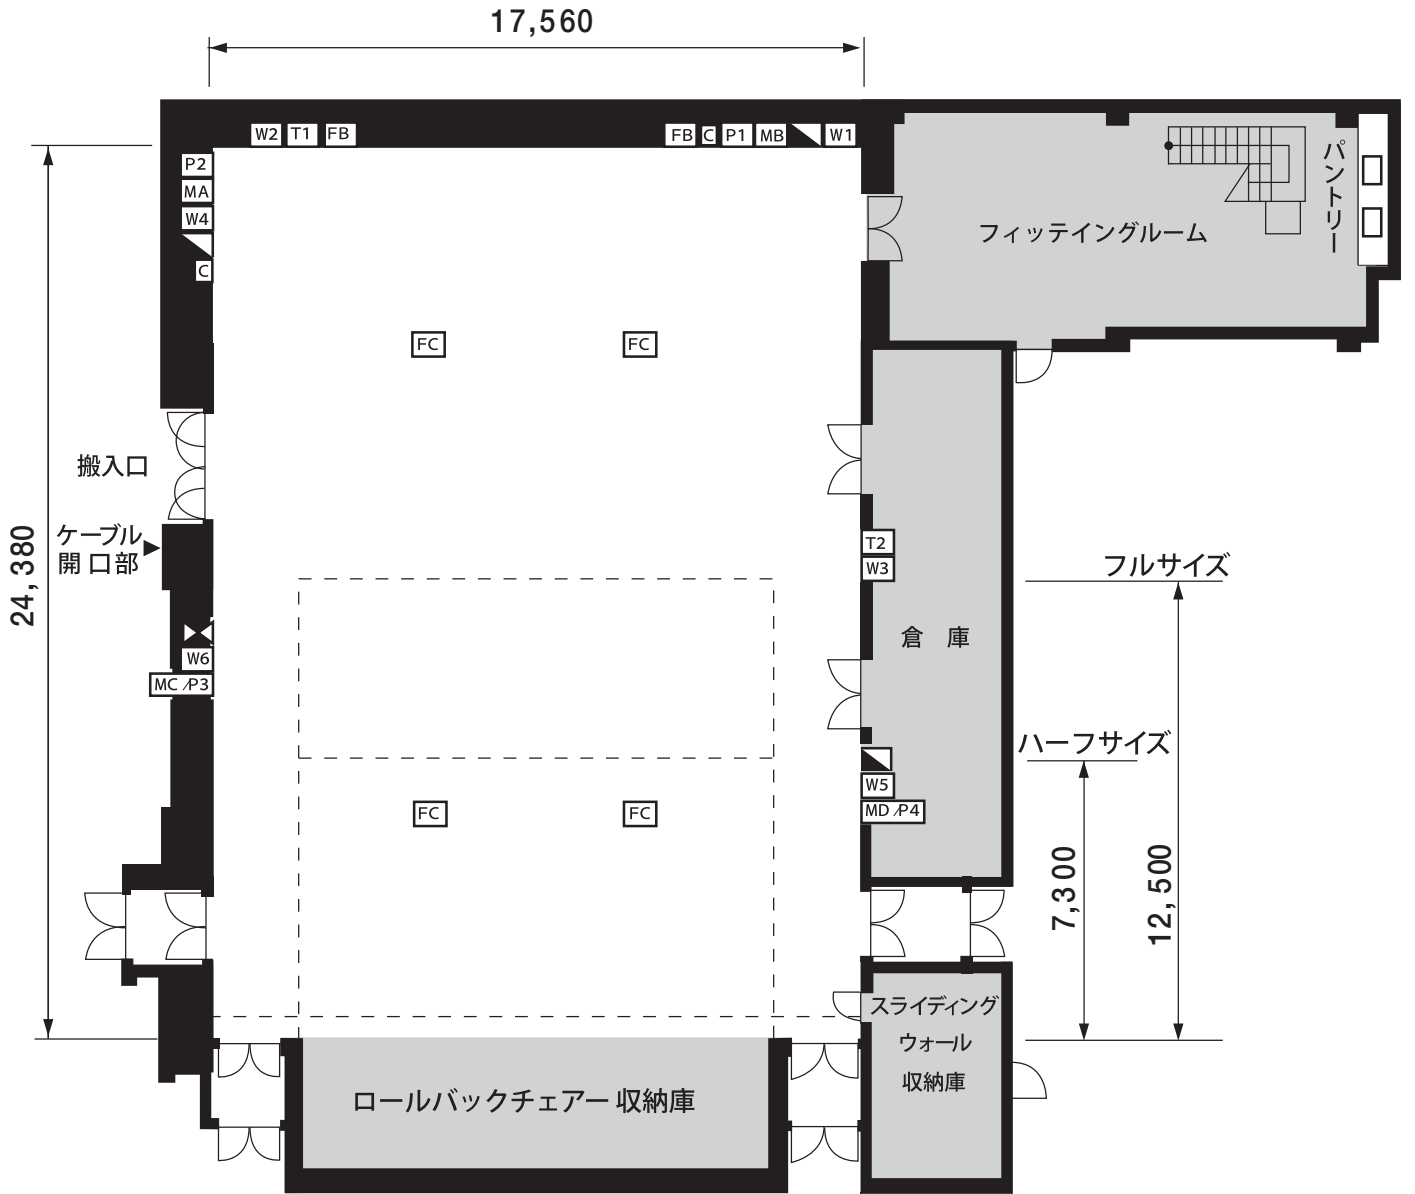 17,560
W2 T1 FB FB C P1 MB W1
P2
MA
W4
C
パントリー
フィッテイングルーム
FC FC
搬入口
ケーブル
開口部
24,380
T2
W3
フルサイズ
倉 庫
W6
MC/P3
ハーフサイズ
W5
MD/P4
FC FC
7,300
12,500
スライディング
ウォール
収納庫
ロールバックチェアー収納庫